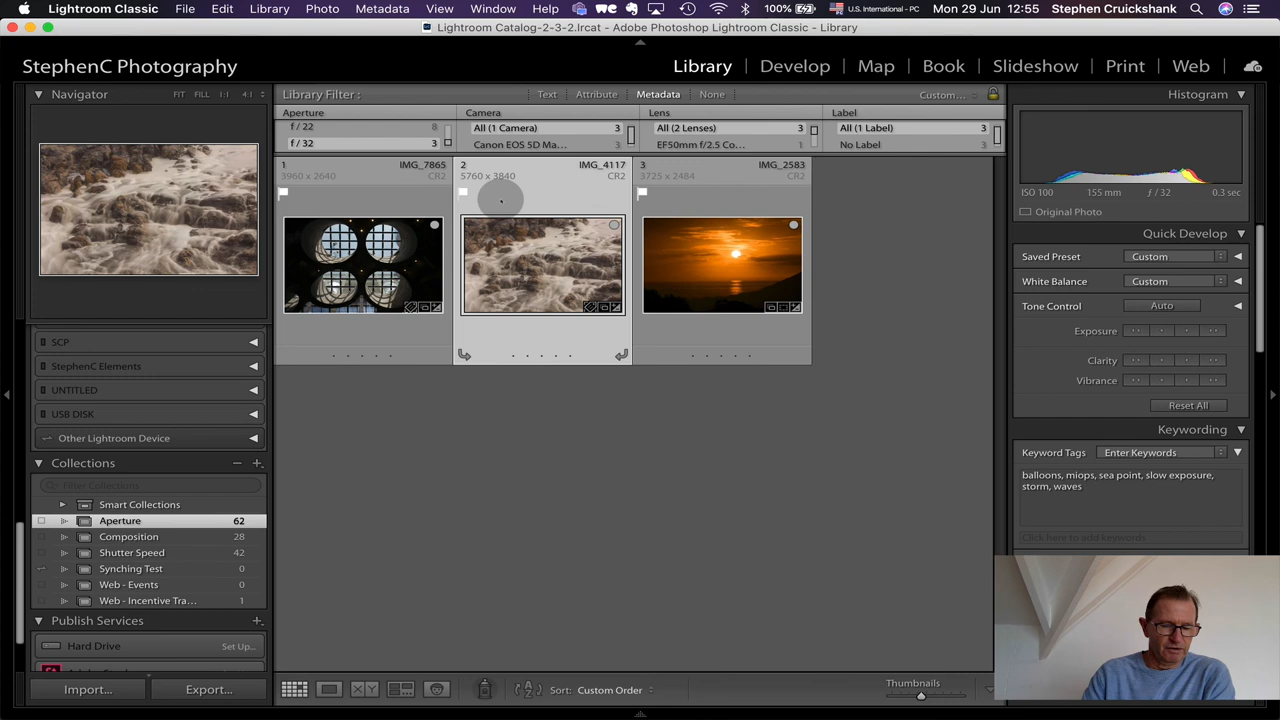 Lightroom Classic File Edit Library Photo Metadata View Window Help 100% U.S. International - PC Mon 29 Jun 12:55 Stephen Cruickshank
Lightroom Catalog-2-3-2.lrcat - Adobe Photoshop Lightroom Classic - Library
StephenC Photography Library | Develop | Map | Book | Slideshow | Print | Web
Navigator FIT FILL 1:1 4:1 Library Filter : Text Attribute Metadata None Custom... Histogram
Aperture Camera Lens Label
f / 22 8 All (1 Camera) 3 All (2 Lenses) 3 All (1 Label) 3
f / 32 3 Canon EOS 5D Ma... 3 EF50mm f/2.5 Co... No Label 3
1 IMG_7865 2 IMG_4117 3 IMG_2583
3960 x 2640 CR2 5760 x 3840 CR2 3725 x 2484 CR2
ISO 100 155 mm f / 32 0.3 sec
Original Photo
Quick Develop
Saved Preset Custom
White Balance Custom
Tone Control Auto
Exposure
Clarity
Vibrance
Reset All
Keywording
Keyword Tags Enter Keywords
balloons, miops, sea point, slow exposure,
storm, waves
Click here to add keywords
SCP
StephenC Elements
UNTITLED
USB DISK
Other Lightroom Device
Collections
Filter Collections
Smart Collections
Aperture 62
Composition 28
Shutter Speed 42
Synching Test 0
Web - Events 0
Web - Incentive Tra... 1
Publish Services
Hard Drive Set Up...
Import... Export... XY Sort: Custom Order Thumbnails